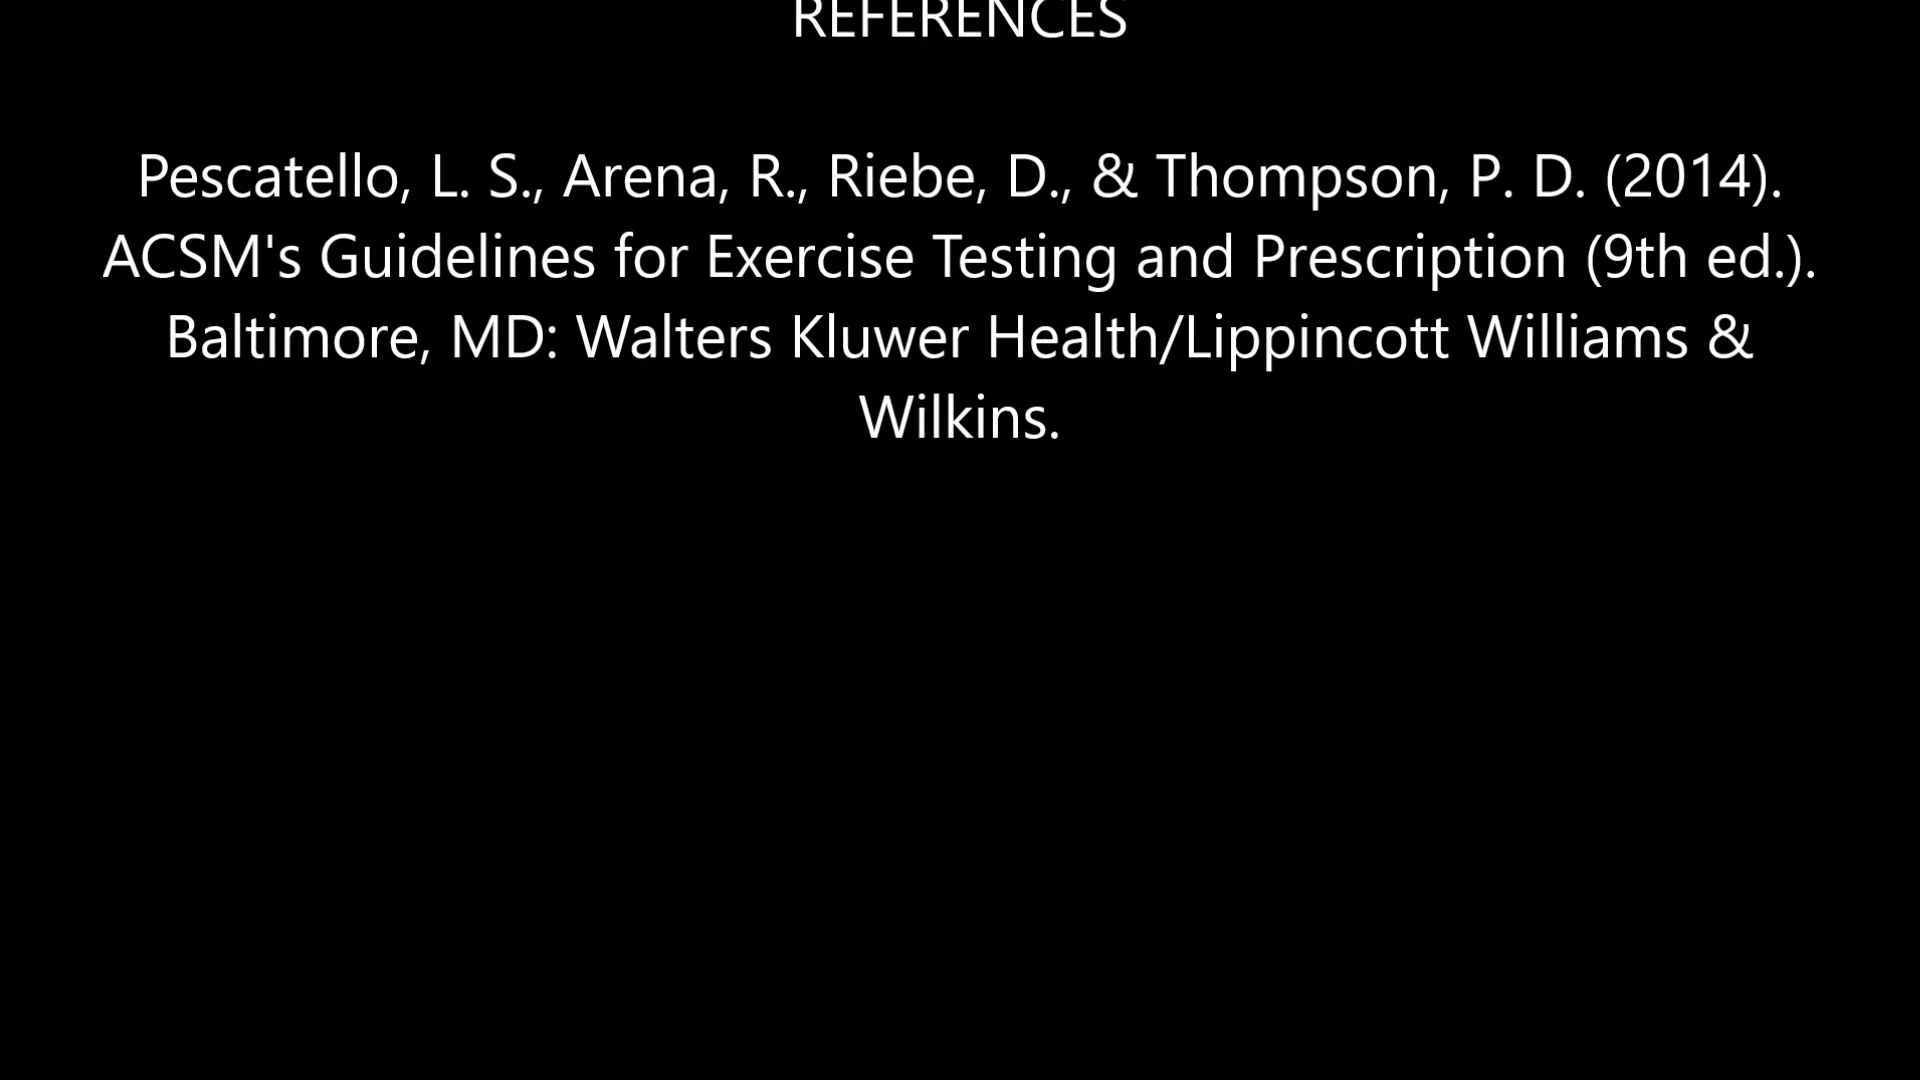 REFERENCES
Pescatello, L. S., Arena, R., Riebe, D., & Thompson, P. D. (2014).
ACSM's Guidelines for Exercise Testing and Prescription (9th ed.).
Baltimore, MD: Walters Kluwer Health/Lippincott Williams &
Wilkins.